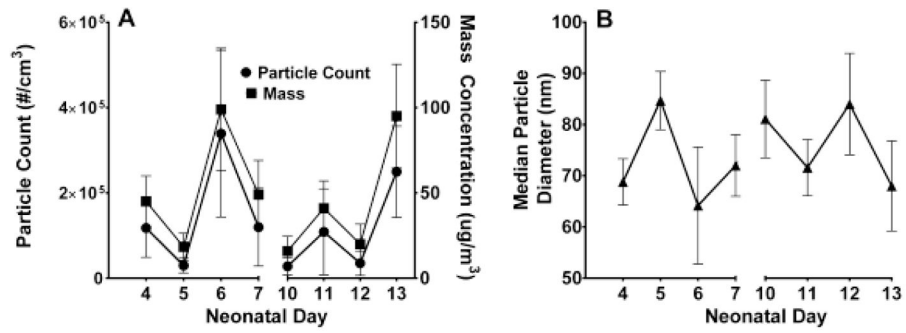 A
B
6×10⁵
4×10⁵
2×10⁵
0
Particle Count (#/cm³)
150
100
50
0
Mass Concentration (ug/m³)
Particle Count
Mass
4 5 6 7 10 11 12 13
Neonatal Day
100
90
80
70
60
50
Median Particle
Diameter (nm)
4 5 6 7 10 11 12 13
Neonatal Day